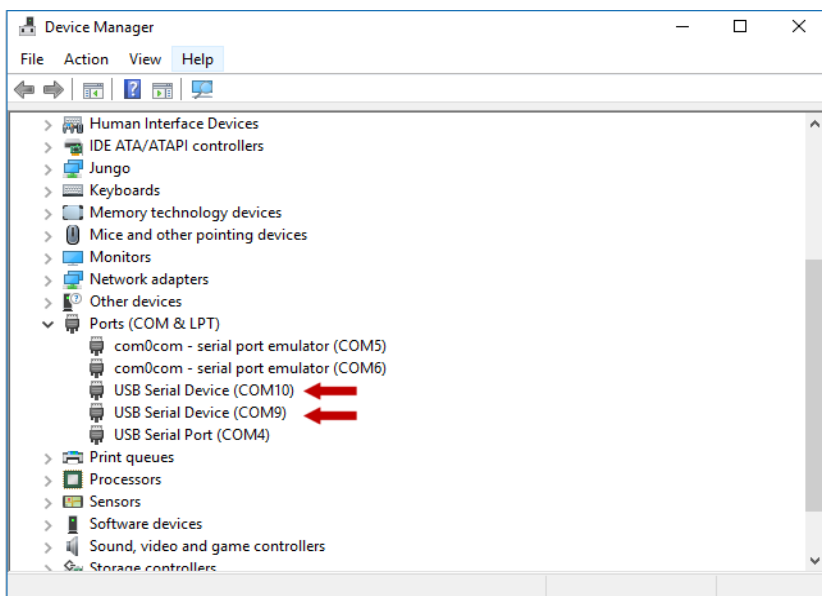 Device Manager
File Action View Help
Human Interface Devices
IDE ATA/ATAPI controllers
Jungo
Keyboards
Memory technology devices
Mice and other pointing devices
Monitors
Network adapters
Other devices
Ports (COM & LPT)
com0com - serial port emulator (COM5)
com0com - serial port emulator (COM6)
USB Serial Device (COM10)
USB Serial Device (COM9)
USB Serial Port (COM4)
Print queues
Processors
Sensors
Software devices
Sound, video and game controllers
Storage controllers